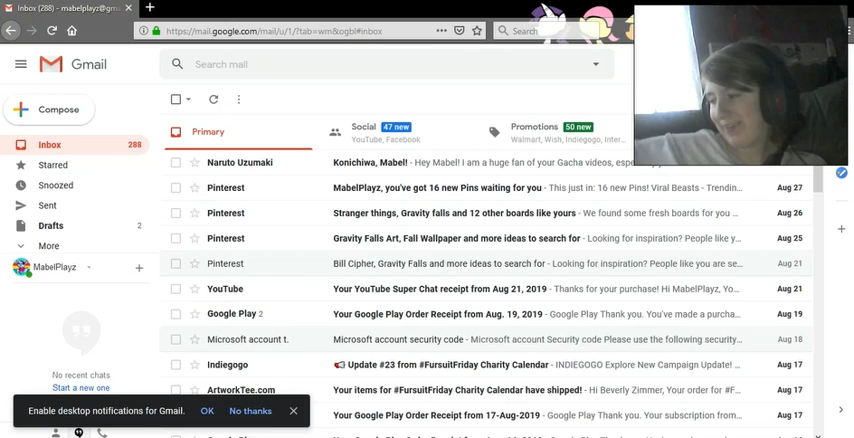 Inbox (288) - mabelplayz@gm
https://mail.google.com/mail/u/1/?tab=wm&ogbl#inbox
Search
Gmail
Search mail
Compose
Inbox 288
Starred
Snoozed
Sent
Drafts 2
More
MabelPlayz
No recent chats
Start a new one
Primary
Social 47 new
YouTube, Facebook
Promotions 50 new
Walmart, Wish, Indiegogo, Inter...
Naruto Uzumaki Konichiwa, Mabel! - Hey Mabel! I am a huge fan of your Gacha videos,
Pinterest MabelPlayz, you've got 16 new Pins waiting for you - This just in: 16 new Pins! Viral Beasts - Trendin... Aug 27
Pinterest Stranger things, Gravity falls and 12 other boards like yours - We found some fresh boards for you ... Aug 26
Pinterest Gravity Falls Art, Fall Wallpaper and more ideas to search for - Looking for inspiration? People like y... Aug 25
Pinterest Bill Cipher, Gravity Falls and more ideas to search for - Looking for inspiration? People like you are se... Aug 21
YouTube Your YouTube Super Chat receipt from Aug 21, 2019 - Thanks for your purchase! Hi MabelPlayz, Y... Aug 21
Google Play 2 Your Google Play Order Receipt from Aug. 19, 2019 - Google Play Thank you. You've made a purcha... Aug 19
Microsoft account t. Microsoft account security code - Microsoft account Security code Please use the following security... Aug 18
Indiegogo Update #23 from #FursuitFriday Charity Calendar - INDIEGOGO Explore New Campaign Update! ... Aug 17
ArtworkTee.com Your items for #FursuitFriday Charity Calendar have shipped! - Hi Beverly Zimmer, Your order for #F... Aug 17
Your Google Play Order Receipt from 17-Aug-2019 - Google Play Thank you. Your subscription from... Aug 17
Enable desktop notifications for Gmail. OK No thanks